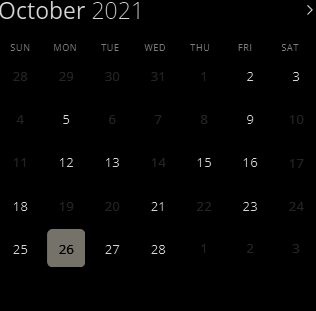 October 2021
SUN MON TUE WED THU FRI SAT
28 29 30 31 1 2 3
4 5 6 7 8 9 10
11 12 13 14 15 16 17
18 19 20 21 22 23 24
25 26 27 28 1 2 3